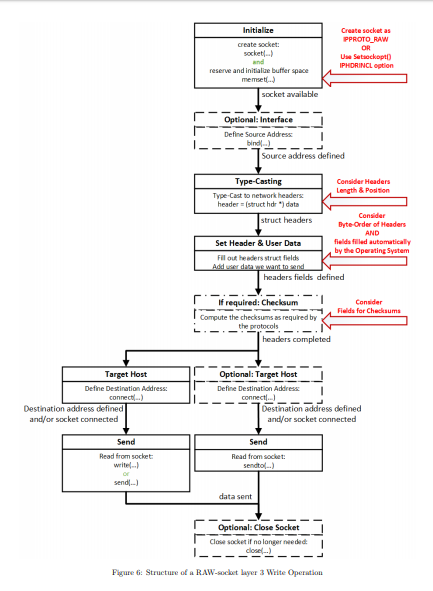 Initialize
create socket:
socket(...)
and
reserve and initialize buffer space
memset(...)
Create socket as
IPPROTO_RAW
OR
Use Setsockopt()
IPHDRINCL option
socket available
Optional: Interface
Define Source Address:
bind(...)
Source address defined
Type-Casting
Type-Cast to network headers:
header = (struct hdr *) data
Consider Headers
Length & Position
struct headers
Consider
Byte-Order of Headers
AND
fields filled automatically
by the Operating System
Set Header & User Data
Fill out headers struct fields
Add user data we want to send
headers fields defined
If required: Checksum
Compute the checksums as required by
the protocols
Consider
Fields for Checksums
headers completed
Target Host
Define Destination Address:
connect(...)
Optional: Target Host
Define Destination Address:
connect(...)
Destination address defined
and/or socket connected
Destination address defined
and/or socket connected
Send
Read from socket:
write(...)
or
send(...)
Send
Read from socket:
sendto(...)
data sent
Optional: Close Socket
Close socket if no longer needed:
close(...)
Figure 6: Structure of a RAW-socket layer 3 Write Operation